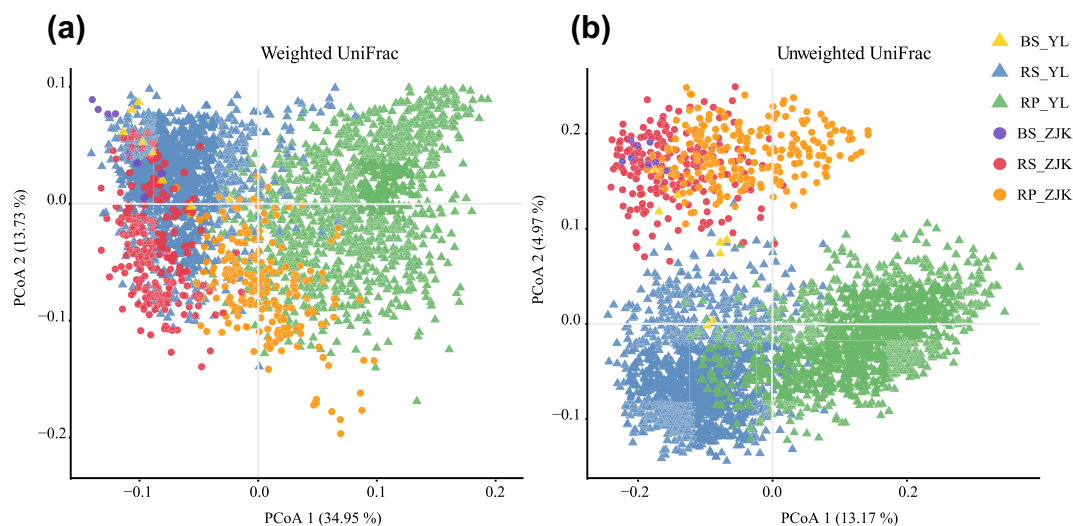 (a)
Weighted UniFrac
0.1
0.0
−0.1
−0.2
PCoA 2 (13.73 %)
−0.1
0.0
0.1
0.2
PCoA 1 (34.95 %)
(b)
Unweighted UniFrac
0.2
0.1
0.0
−0.1
PCoA 2 (4.97 %)
−0.2
0.0
0.2
PCoA 1 (13.17 %)
BS_YL
RS_YL
RP_YL
BS_ZJK
RS_ZJK
RP_ZJK